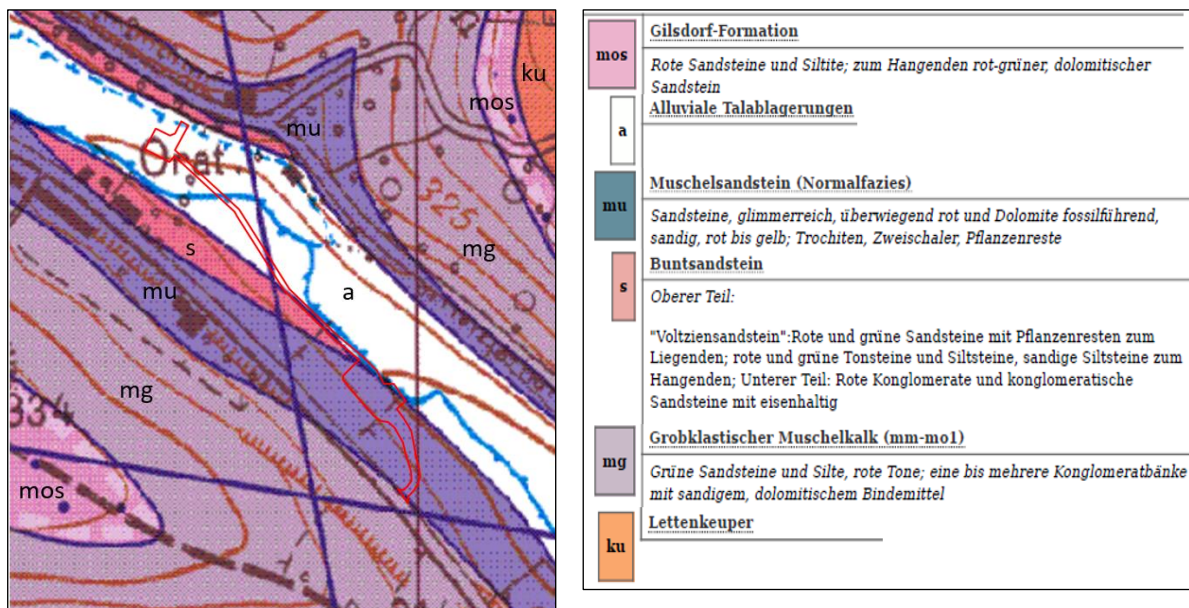 ku
mos
mu
Onat
325
mg
s
a
mu
mg
334
mos
mos
Gilsdorf-Formation
Rote Sandsteine und Siltite; zum Hangenden rot-grüner, dolomitischer
Sandstein
a
Alluviale Talablagerungen
mu
Muschelsandstein (Normalfazies)
Sandsteine, glimmerreich, überwiegend rot und Dolomite fossilführend,
sandig, rot bis gelb; Trochiten, Zweischaler, Pflanzenreste
s
Buntsandstein
Oberer Teil:
"Voltziensandstein":Rote und grüne Sandsteine mit Pflanzenresten zum
Liegenden; rote und grüne Tonsteine und Siltsteine, sandige Siltsteine zum
Hangenden; Unterer Teil: Rote Konglomerate und konglomeratische
Sandsteine mit eisenhaltig
mg
Grobklastischer Muschelkalk (mm-mo1)
Grüne Sandsteine und Silte, rote Tone; eine bis mehrere Konglomeratbänke
mit sandigem, dolomitischem Bindemittel
ku
Lettenkeuper